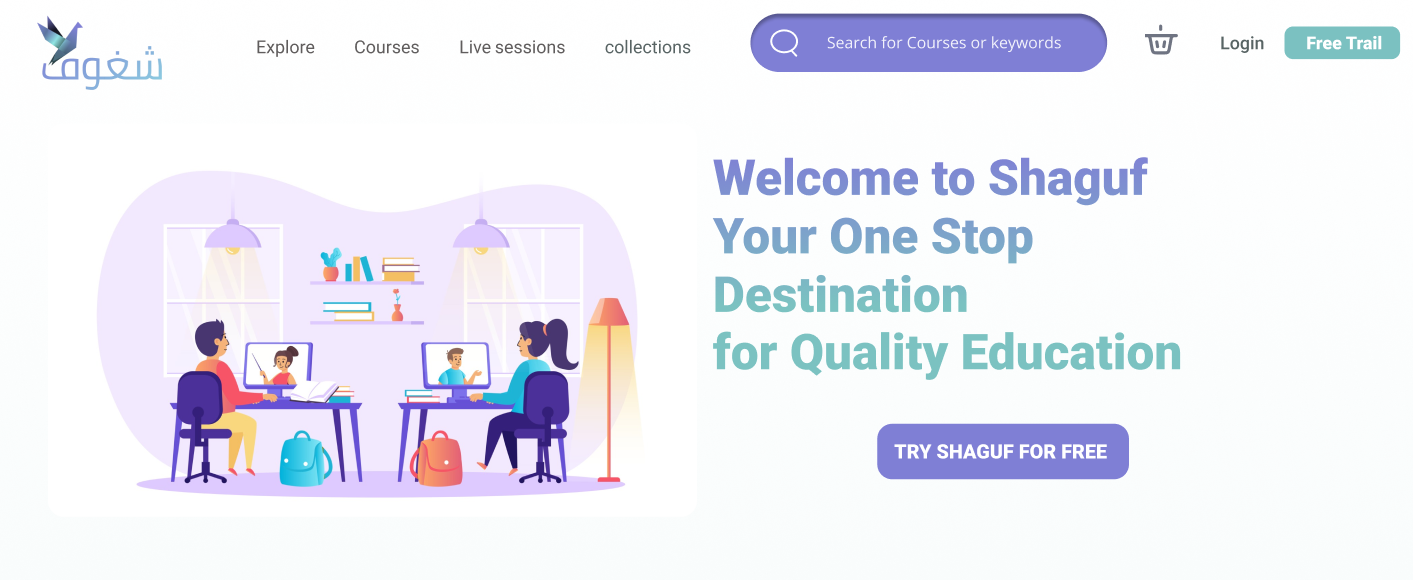 شغوف
Explore Courses Live sessions collections
Search for Courses or keywords
Login
Free Trail
Welcome to Shaguf
Your One Stop
Destination
for Quality Education
TRY SHAGUF FOR FREE